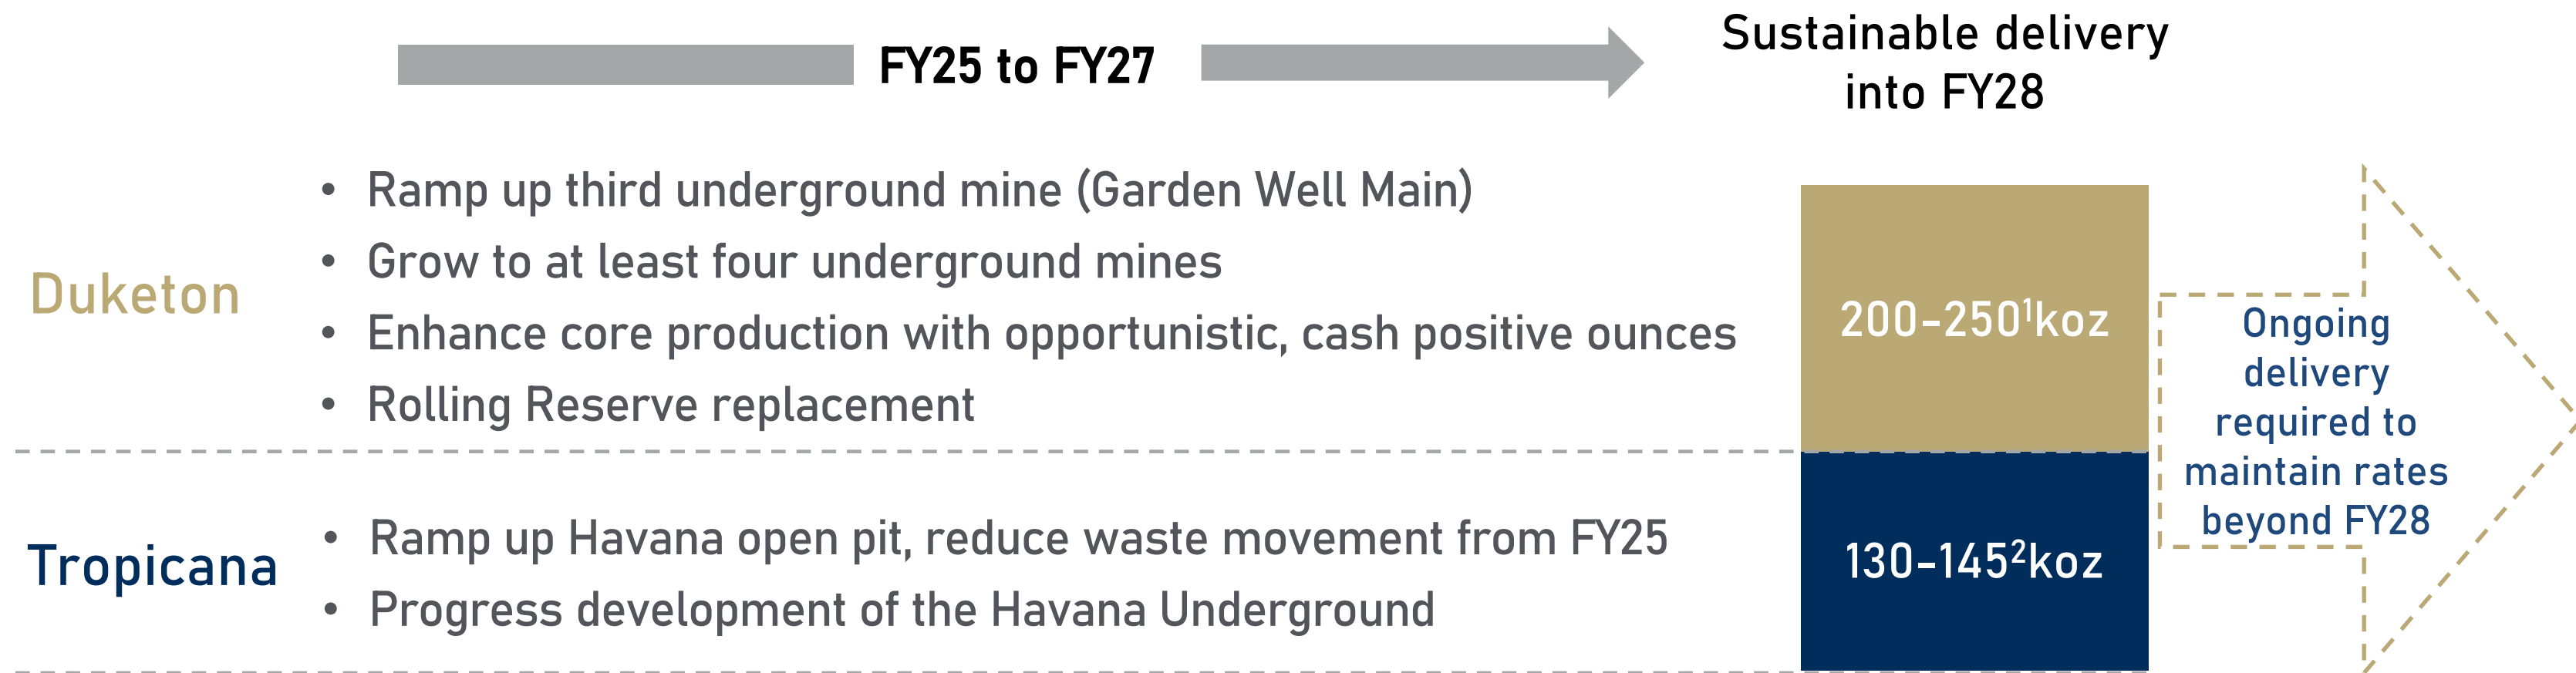 FY25 to FY27
Sustainable delivery
into FY28
Duketon
• Ramp up third underground mine (Garden Well Main)
• Grow to at least four underground mines
• Enhance core production with opportunistic, cash positive ounces
• Rolling Reserve replacement
200-250¹koz
Tropicana
• Ramp up Havana open pit, reduce waste movement from FY25
• Progress development of the Havana Underground
130-145²koz
Ongoing
delivery
required to
maintain rates
beyond FY28